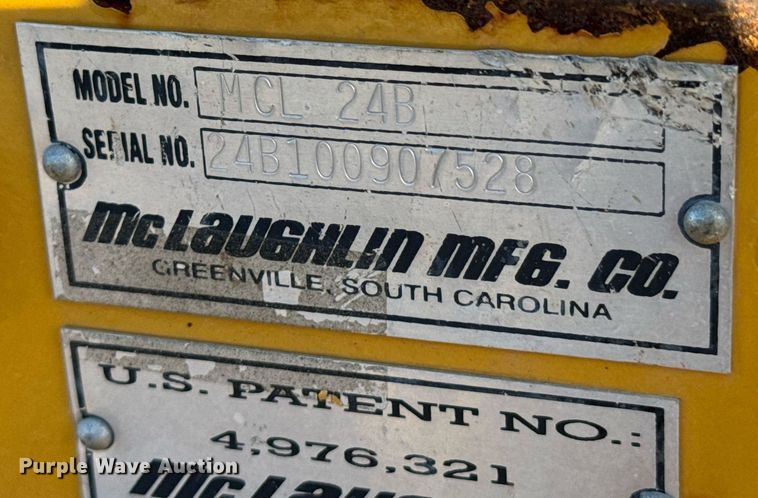 MODEL NO. MCL 24B
SERIAL NO. 24B100907528
McLAUGHLIN MFG. CO.
GREENVILLE, SOUTH CAROLINA
U.S. PATENT NO.:
4,976,321
McLAUGHL
Purple Wave Auction